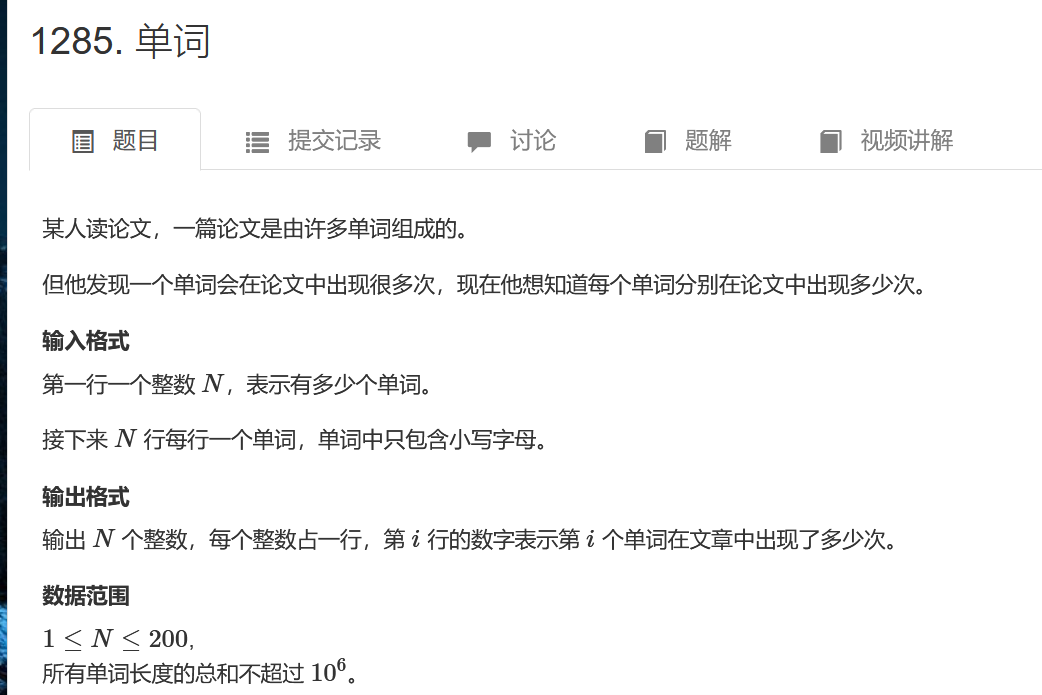 1285. 单词
题目 提交记录 讨论 题解 视频讲解
某人读论文，一篇论文是由许多单词组成的。
但他发现一个单词会在论文中出现很多次，现在他想知道每个单词分别在论文中出现多少次。
输入格式
第一行一个整数 N，表示有多少个单词。
接下来 N 行每行一个单词，单词中只包含小写字母。
输出格式
输出 N 个整数，每个整数占一行，第 i 行的数字表示第 i 个单词在文章中出现了多少次。
数据范围
1 ≤ N ≤ 200,
所有单词长度的总和不超过 10⁶。